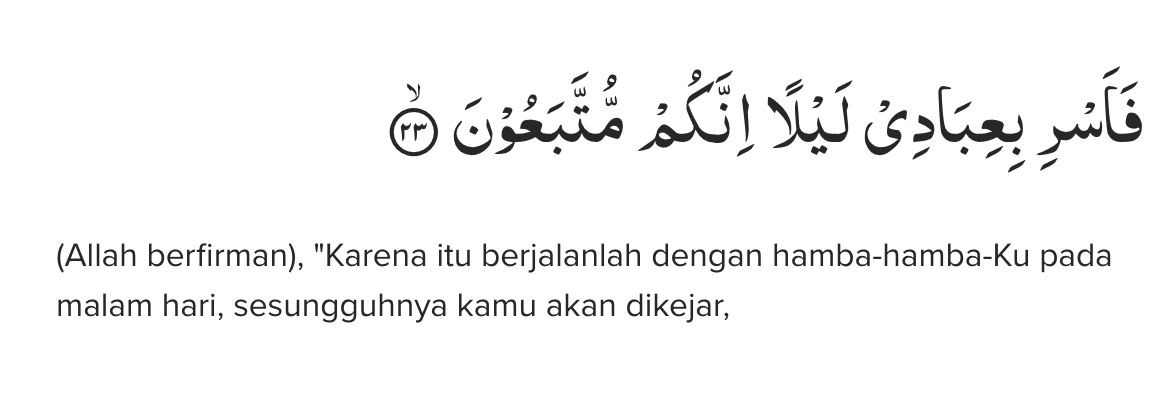 فَاَسْرِ بِعِبَادِيْ لَيْلًا اِنَّكُمْ مُّتَّبَعُوْنَ ۙ ٢٣
(Allah berfirman), "Karena itu berjalanlah dengan hamba-hamba-Ku pada
malam hari, sesungguhnya kamu akan dikejar,